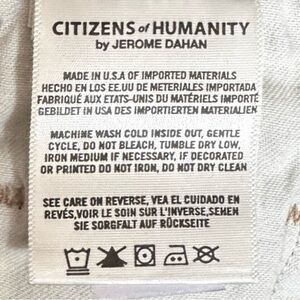 CITIZENS of HUMANITY
by JEROME DAHAN
MADE IN U.S.A OF IMPORTED MATERIALS
HECHO EN LOS EE.UU DE METERIALES IMPORTADA
FABRIQUÉ AUX ETATS-UNIS DU MATÉRIELS IMPORTÉ
GEBILDET IN USA DES IMPORTIERTEN MATERIALIEN
MACHINE WASH COLD INSIDE OUT, GENTLE
CYCLE, DO NOT BLEACH, TUMBLE DRY LOW,
IRON MEDIUM IF NECESSARY, IF DECORATED
OR PRINTED DO NOT IRON, DO NOT DRY CLEAN
SEE CARE ON REVERSE, VEA EL CUIDADO EN
REVÉS,VOIR LE SOIN SUR L'INVERSE,SEHEN
SIE SORGFALT AUF RÜCKSEITE